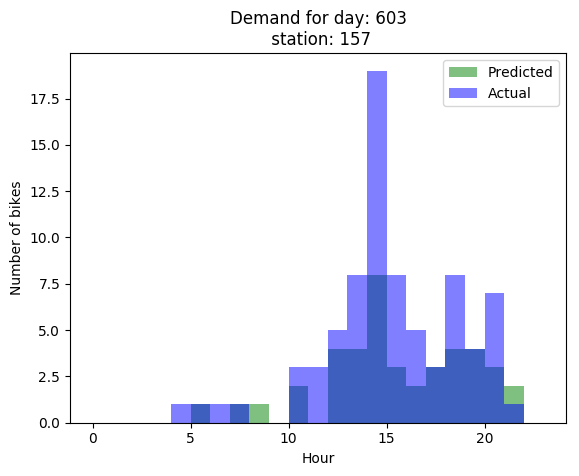 Demand for day: 603
station: 157
Predicted
Actual
Number of bikes
17.5
15.0
12.5
10.0
7.5
5.0
2.5
0.0
0
5
10
15
20
Hour